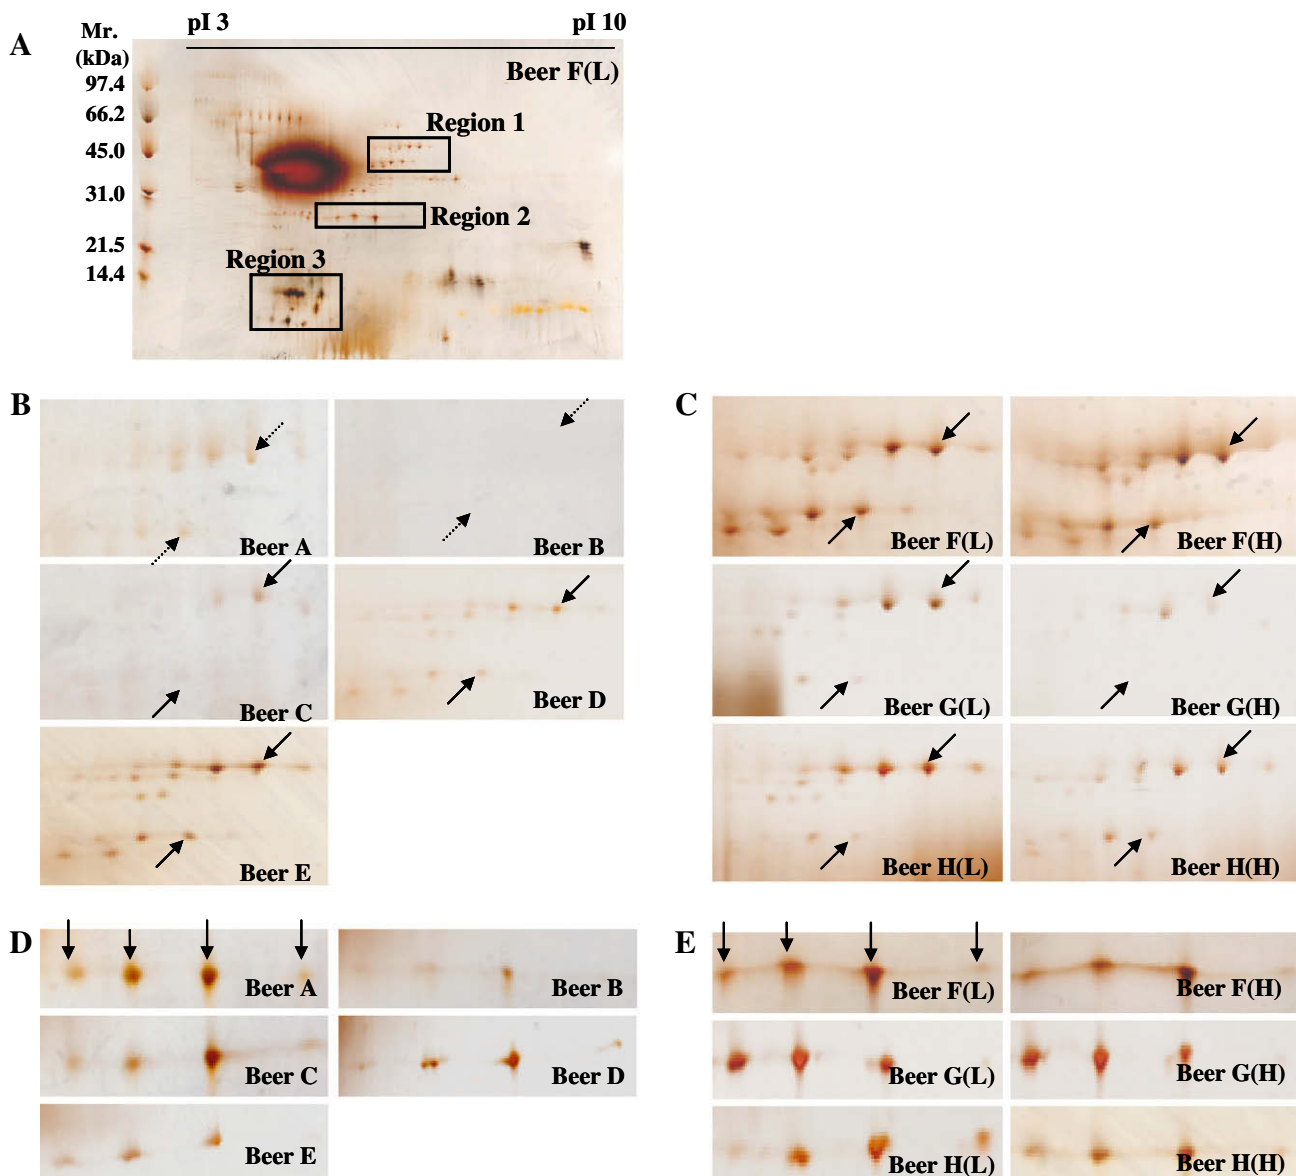 A
Mr.
(kDa)
pI 3
pI 10
Beer F(L)
97.4
66.2
45.0
31.0
21.5
14.4
Region 1
Region 2
Region 3
B
Beer A
Beer B
Beer C
Beer D
Beer E
C
Beer F(L)
Beer F(H)
Beer G(L)
Beer G(H)
Beer H(L)
Beer H(H)
D
Beer A
Beer B
Beer C
Beer D
Beer E
E
Beer F(L)
Beer F(H)
Beer G(L)
Beer G(H)
Beer H(L)
Beer H(H)